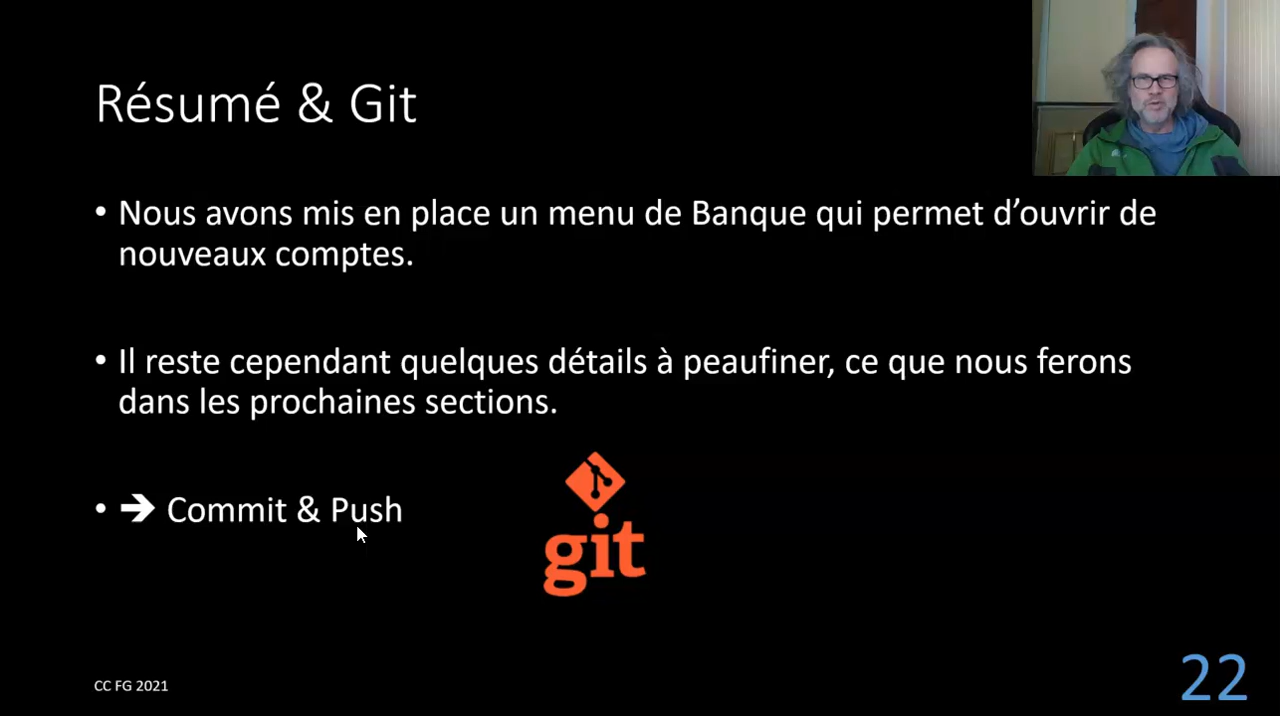 Résumé & Git
• Nous avons mis en place un menu de Banque qui permet d’ouvrir de
nouveaux comptes.
• Il reste cependant quelques détails à peaufiner, ce que nous ferons
dans les prochaines sections.
• ➔ Commit & Push
git
CC FG 2021
22